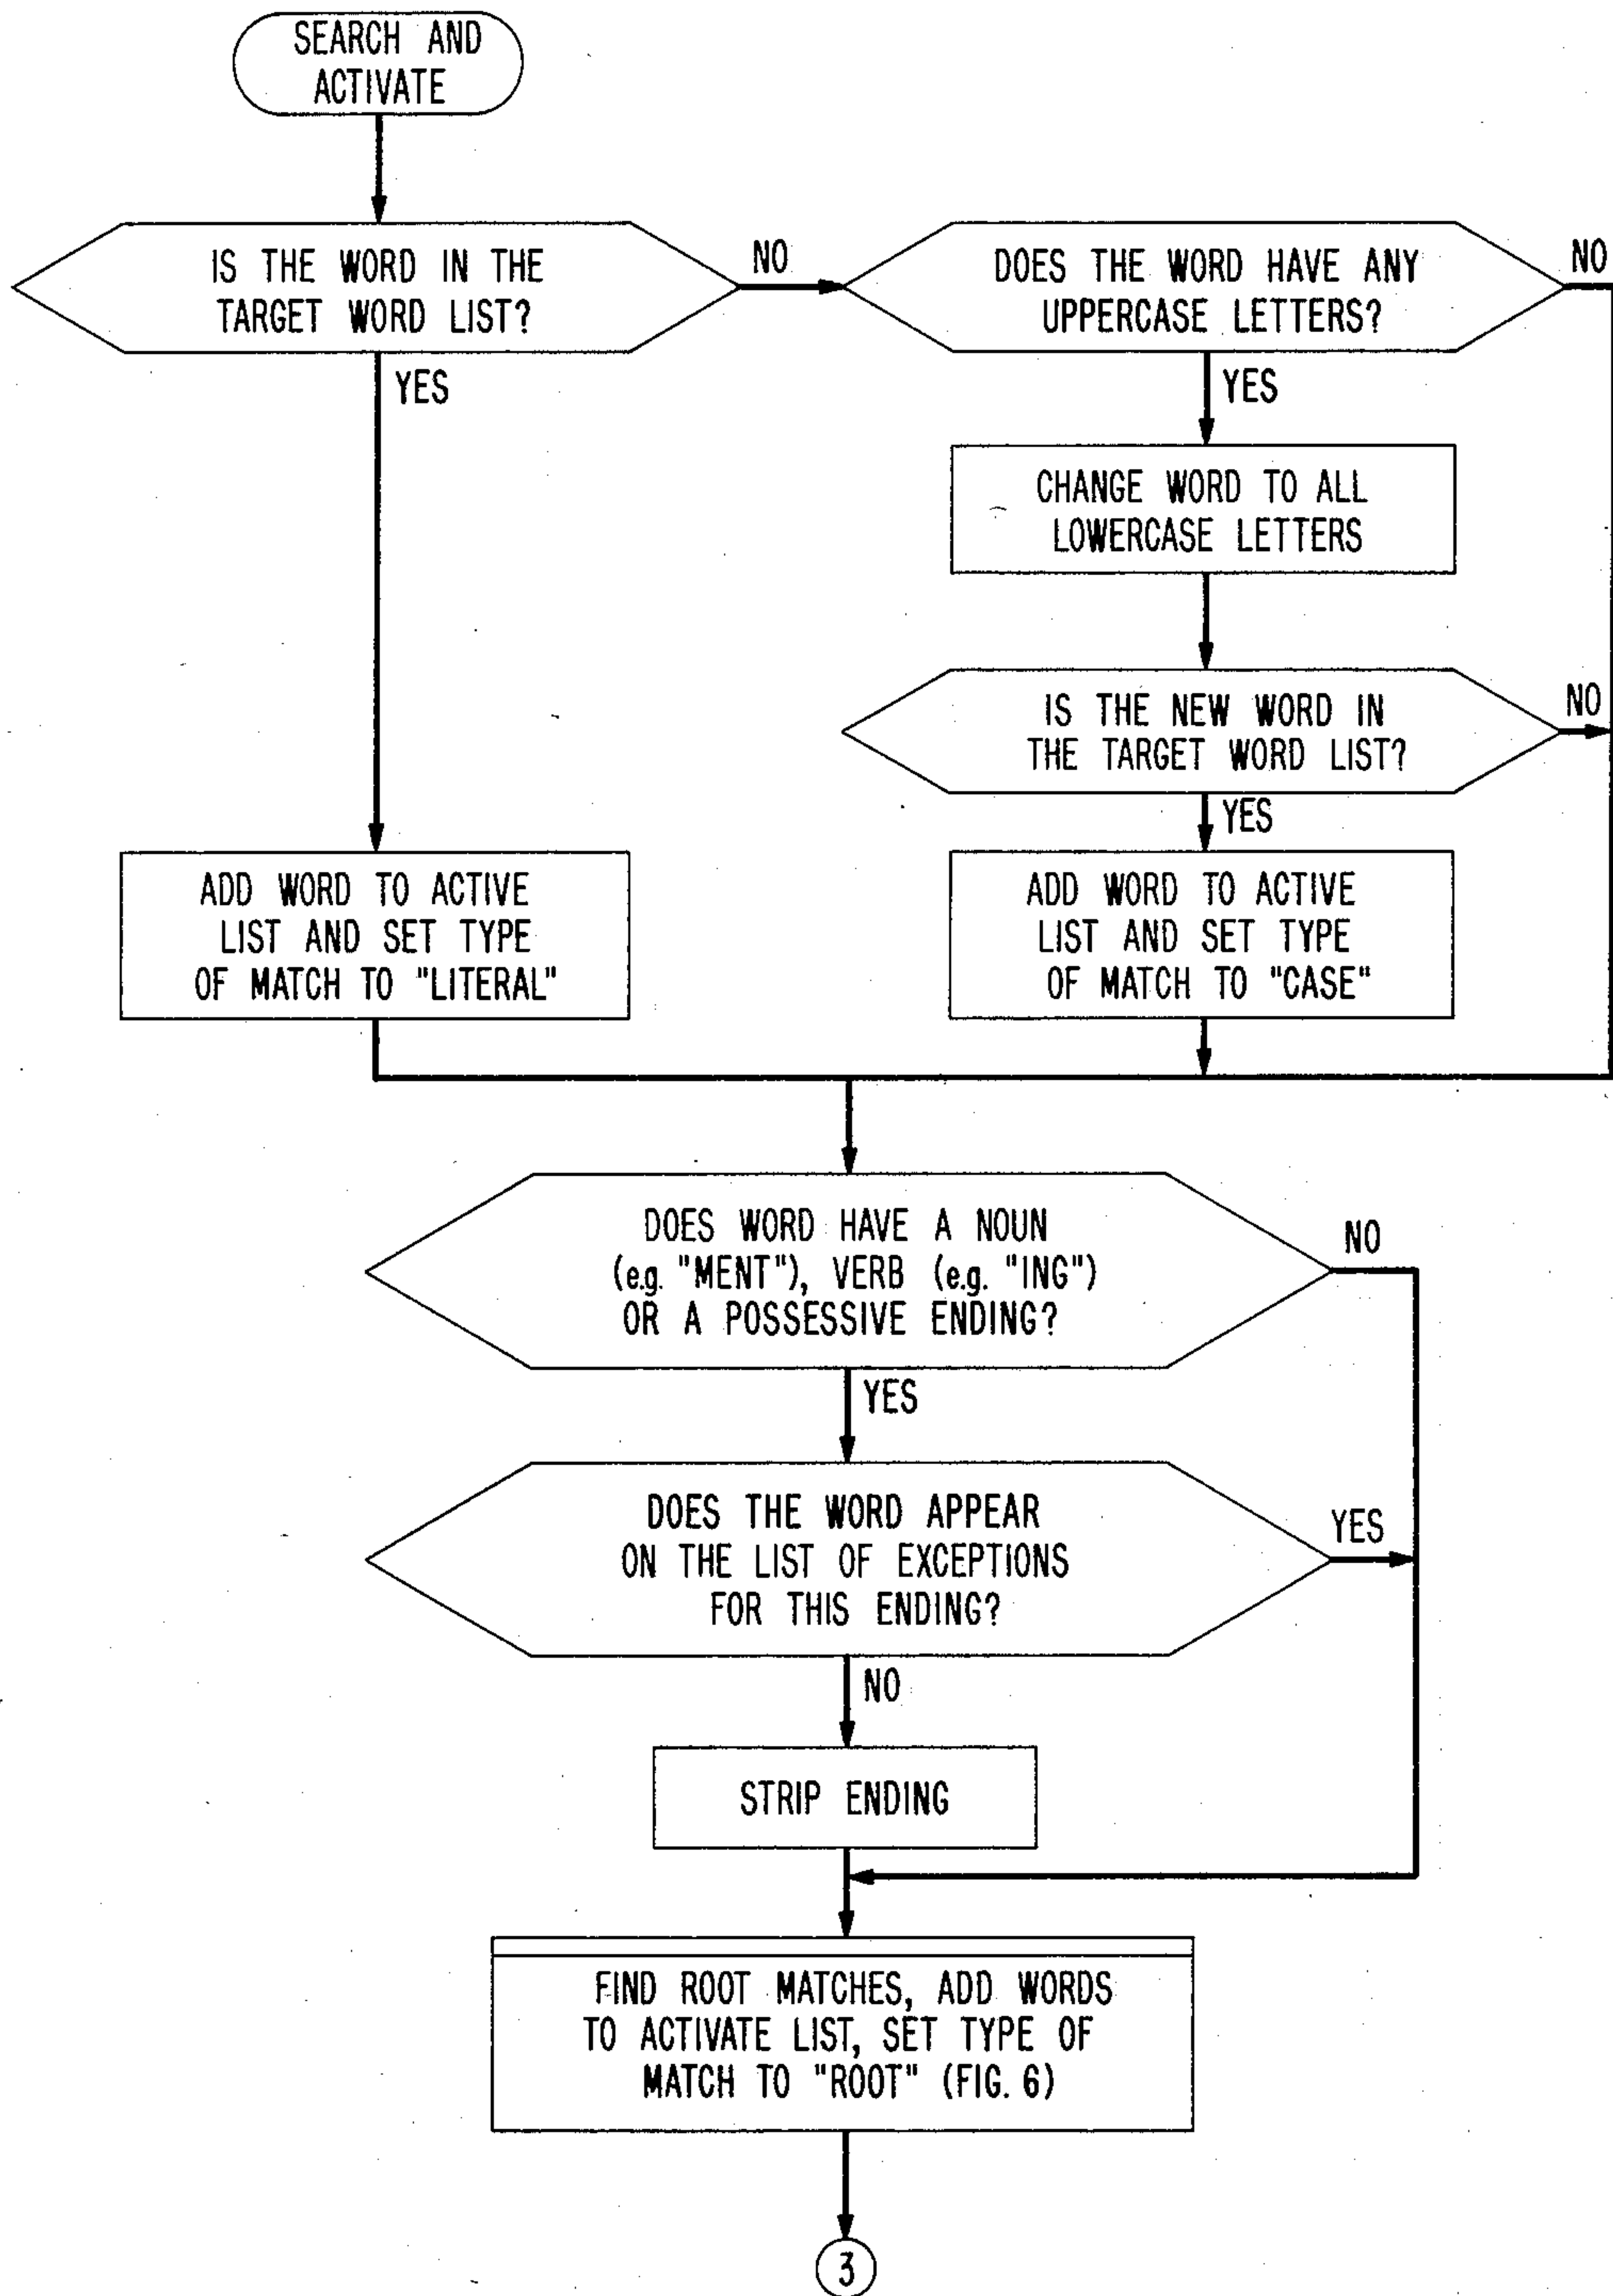 SEARCH AND
ACTIVATE
IS THE WORD IN THE
TARGET WORD LIST?
NO
YES
DOES THE WORD HAVE ANY
UPPERCASE LETTERS?
NO
YES
CHANGE WORD TO ALL
LOWERCASE LETTERS
IS THE NEW WORD IN
THE TARGET WORD LIST?
NO
YES
ADD WORD TO ACTIVE
LIST AND SET TYPE
OF MATCH TO "LITERAL"
ADD WORD TO ACTIVE
LIST AND SET TYPE
OF MATCH TO "CASE"
DOES WORD HAVE A NOUN
(e.g. "MENT"), VERB (e.g. "ING")
OR A POSSESSIVE ENDING?
NO
YES
DOES THE WORD APPEAR
ON THE LIST OF EXCEPTIONS
FOR THIS ENDING?
YES
NO
STRIP ENDING
FIND ROOT MATCHES, ADD WORDS
TO ACTIVATE LIST, SET TYPE OF
MATCH TO "ROOT" (FIG. 6)
3